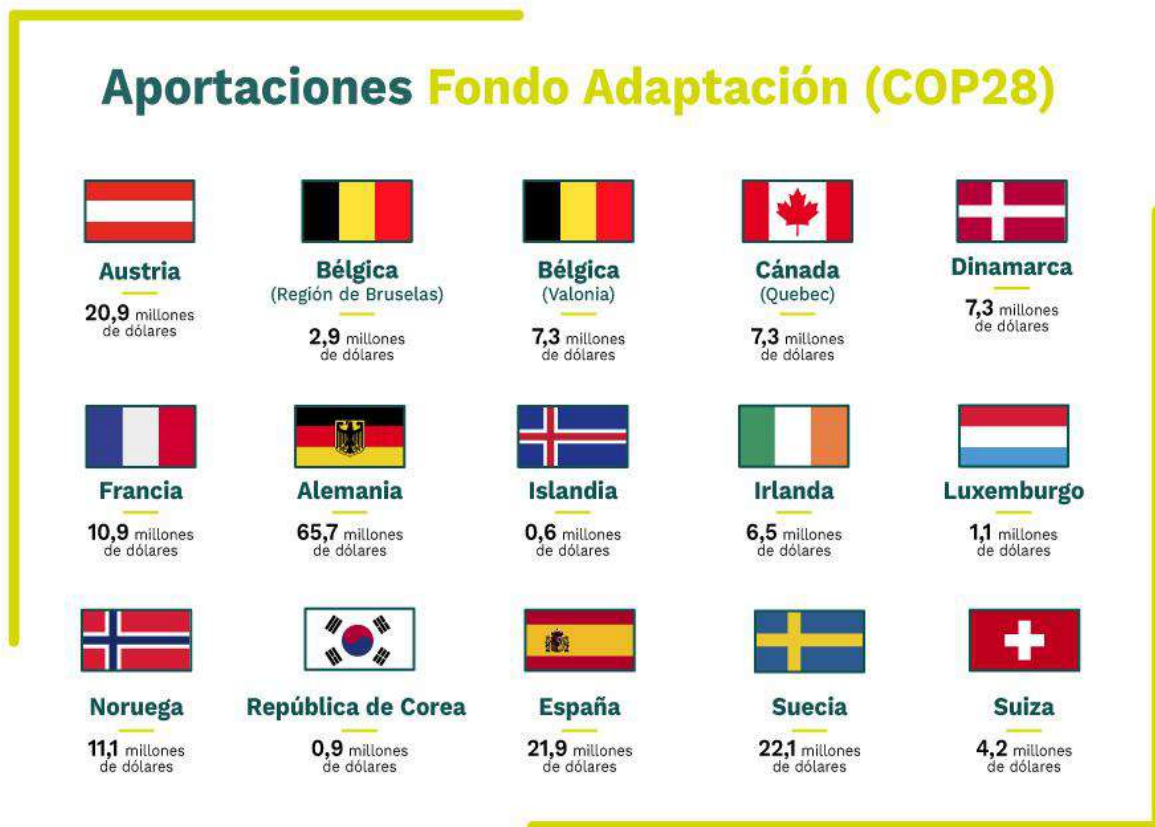 Aportaciones Fondo Adaptación (COP28)
Austria
20,9 millones
de dólares
Bélgica
(Región de Bruselas)
2,9 millones
de dólares
Bélgica
(Valonia)
7,3 millones
de dólares
Cánada
(Quebec)
7,3 millones
de dólares
Dinamarca
7,3 millones
de dólares
Francia
10,9 millones
de dólares
Alemania
65,7 millones
de dólares
Islandia
0,6 millones
de dólares
Irlanda
6,5 millones
de dólares
Luxemburgo
1,1 millones
de dólares
Noruega
11,1 millones
de dólares
República de Corea
0,9 millones
de dólares
España
21,9 millones
de dólares
Suecia
22,1 millones
de dólares
Suiza
4,2 millones
de dólares